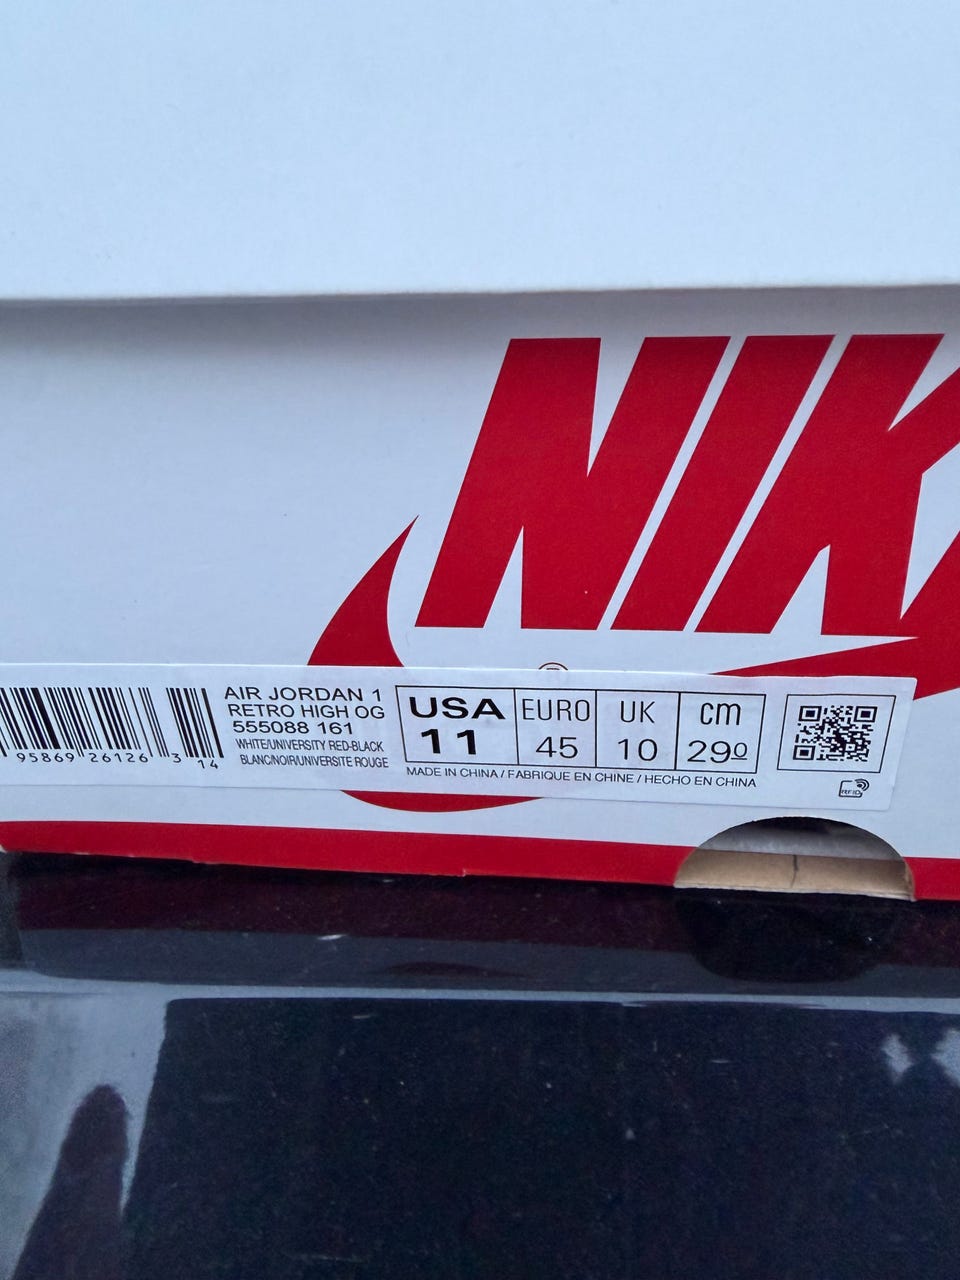 NIK
AIR JORDAN 1
RETRO HIGH OG
555088 161
WHITE/UNIVERSITY RED-BLACK
BLANC/NOIR/UNIVERSITE ROUGE
95869 26126 3 14
USA EURO UK cm
11 45 10 29º
MADE IN CHINA / FABRIQUE EN CHINE / HECHO EN CHINA
RFID